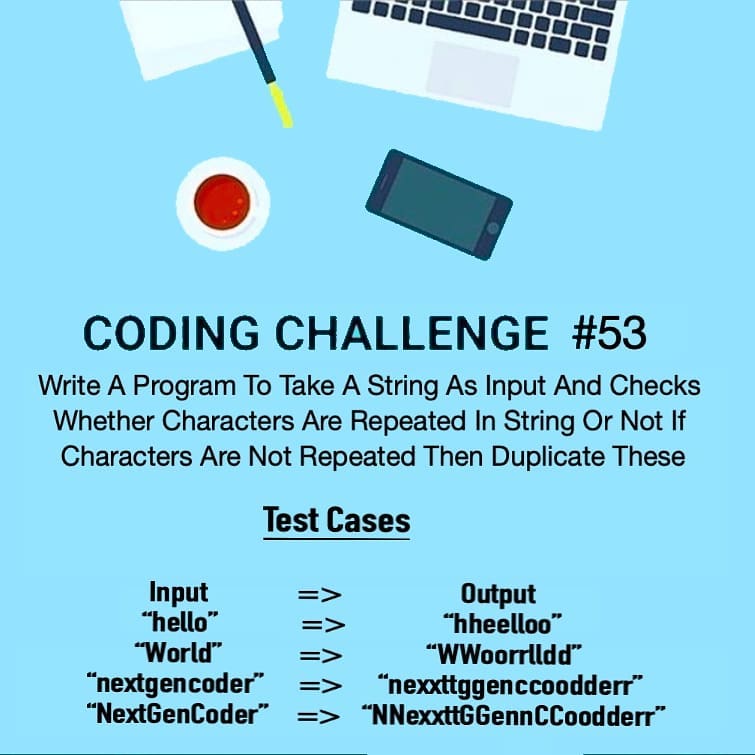 CODING CHALLENGE #53
Write A Program To Take A String As Input And Checks
Whether Characters Are Repeated In String Or Not If
Characters Are Not Repeated Then Duplicate These
Test Cases
Input => Output
“hello” => “hheelloo”
“World” => “WWoorrlldd”
“nextgencoder” => “nexxttggenccoodderr”
“NextGenCoder” => “NNexxttGGennCCoodderr”